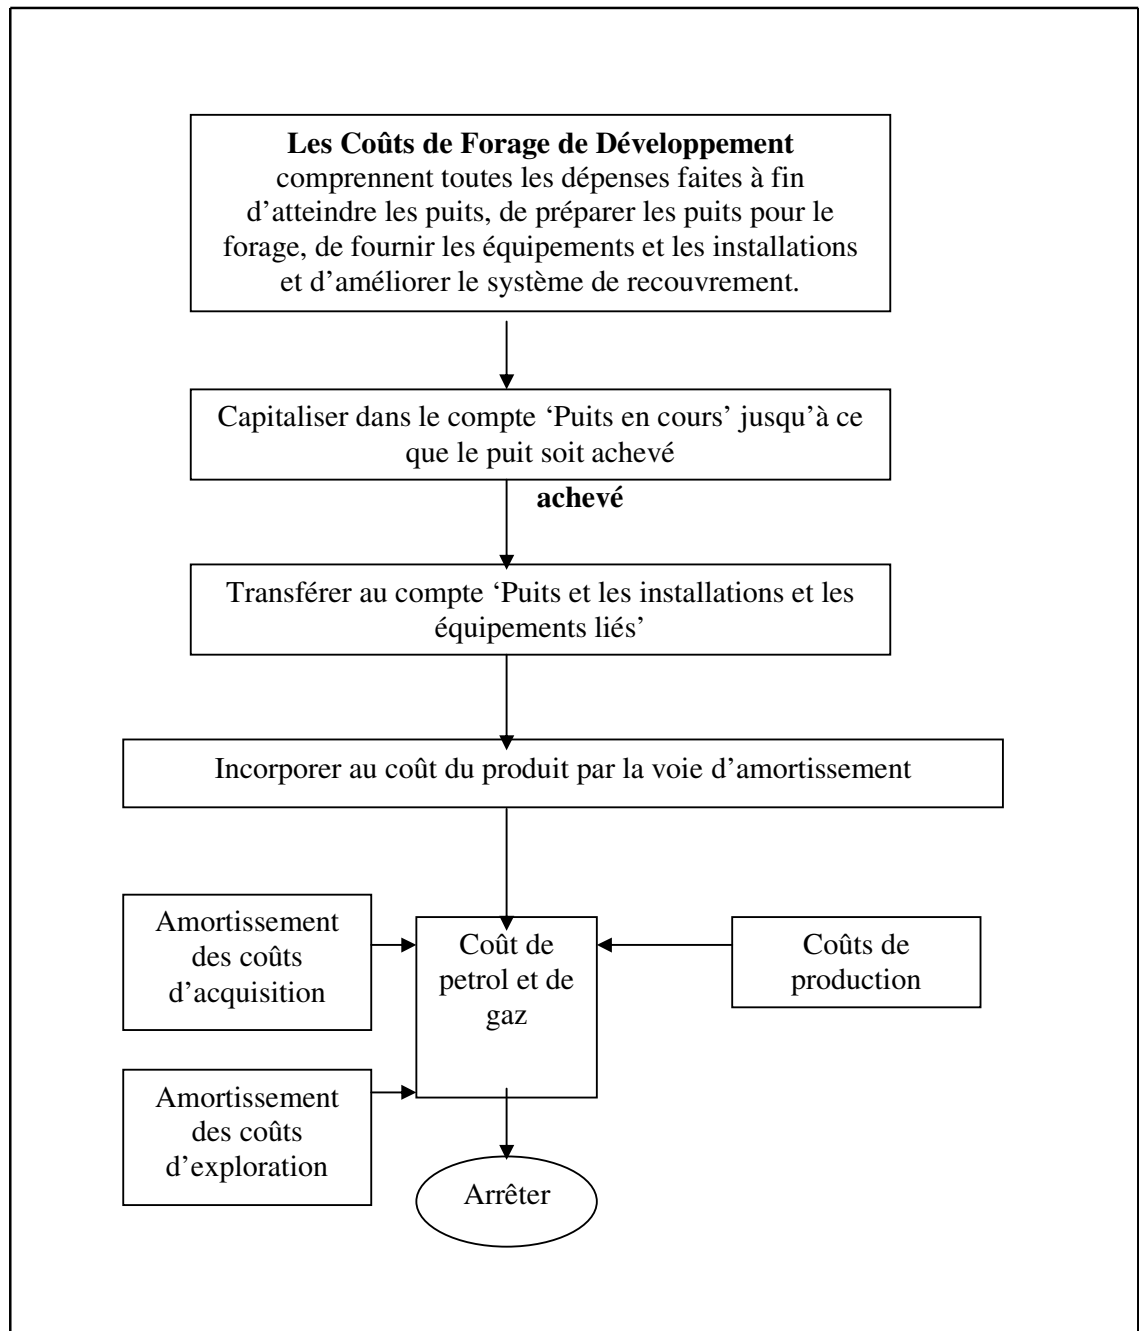 Les Coûts de Forage de Développement
comprennent toutes les dépenses faites à fin
d’atteindre les puits, de préparer les puits pour le
forage, de fournir les équipements et les installations
et d’améliorer le système de recouvrement.
Capitaliser dans le compte ‘Puits en cours’ jusqu’à ce
que le puit soit achevé
achevé
Transférer au compte ‘Puits et les installations et les
équipements liés’
Incorporer au coût du produit par la voie d’amortissement
Amortissement
des coûts
d’acquisition
Coût de
petrol et de
gaz
Coûts de
production
Amortissement
des coûts
d’exploration
Arrêter